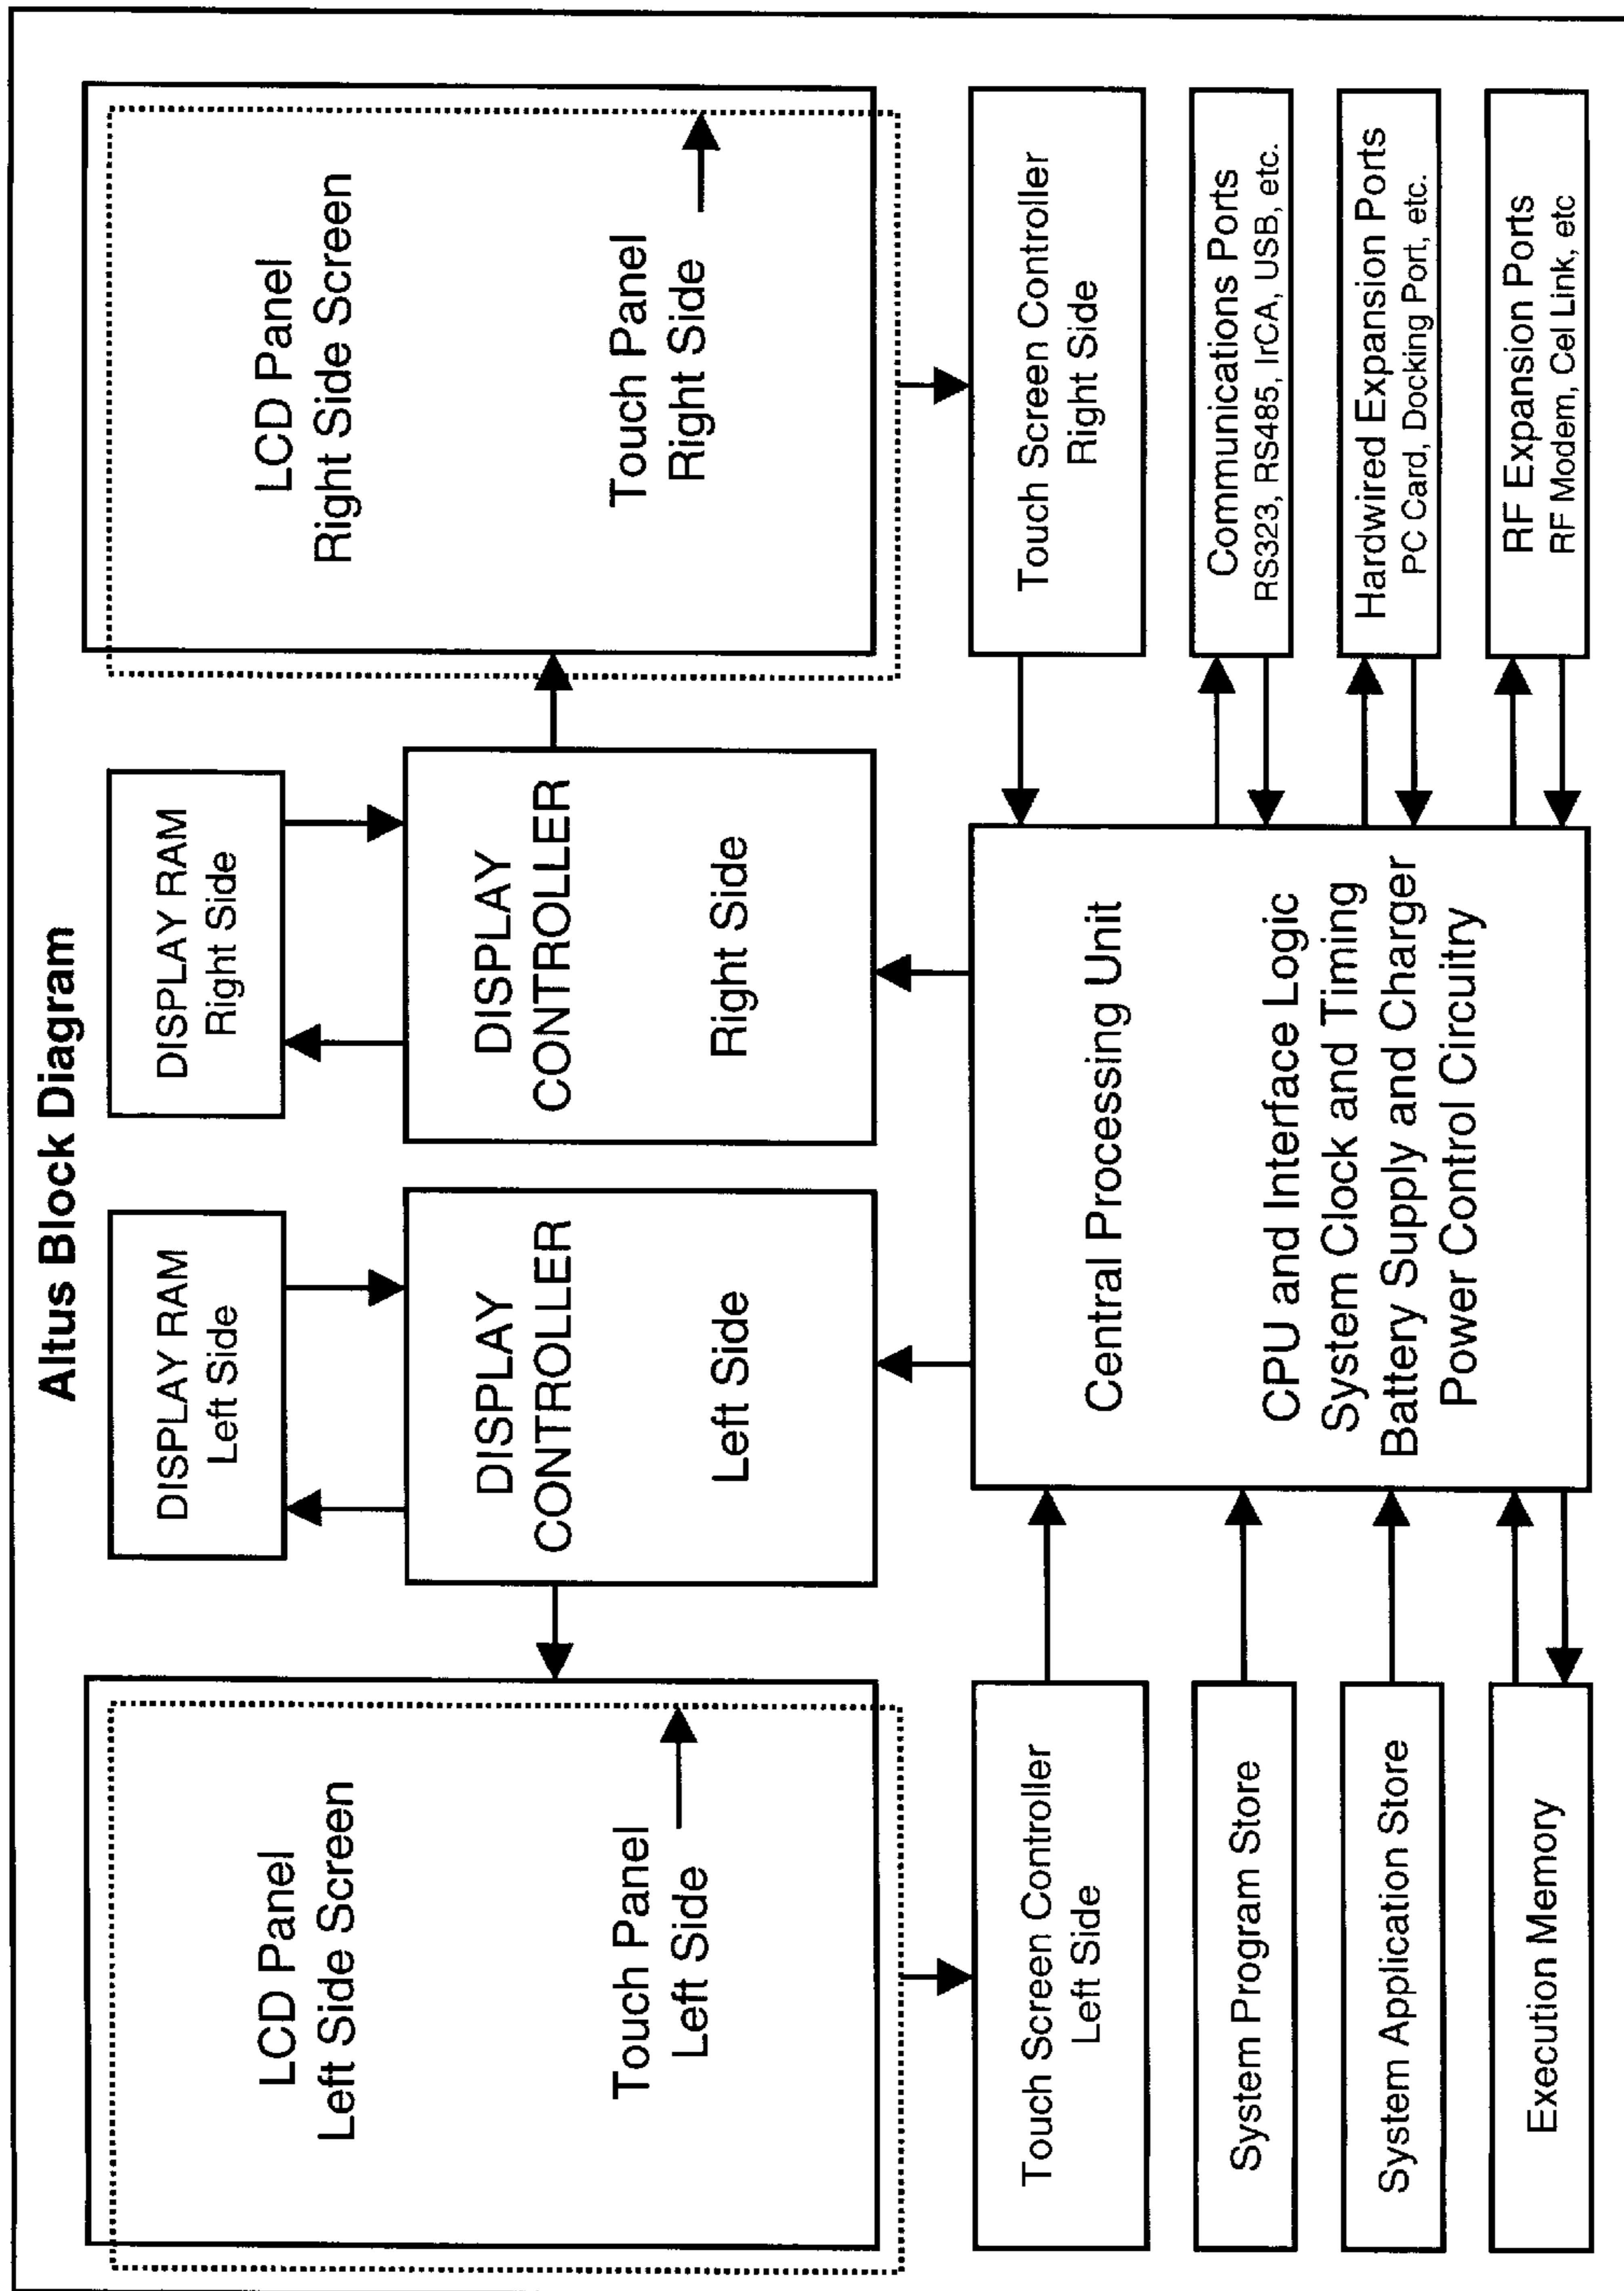 Altus Block Diagram
LCD Panel
Left Side Screen
Touch Panel
Left Side
DISPLAY RAM
Left Side
DISPLAY
CONTROLLER
Left Side
DISPLAY RAM
Right Side
DISPLAY
CONTROLLER
Right Side
LCD Panel
Right Side Screen
Touch Panel
Right Side
Touch Screen Controller
Left Side
System Program Store
System Application Store
Execution Memory
Central Processing Unit
CPU and Interface Logic
System Clock and Timing
Battery Supply and Charger
Power Control Circuitry
Touch Screen Controller
Right Side
Communications Ports
RS323, RS485, IrCA, USB, etc.
Hardwired Expansion Ports
PC Card, Docking Port, etc.
RF Expansion Ports
RF Modem, Cel Link, etc